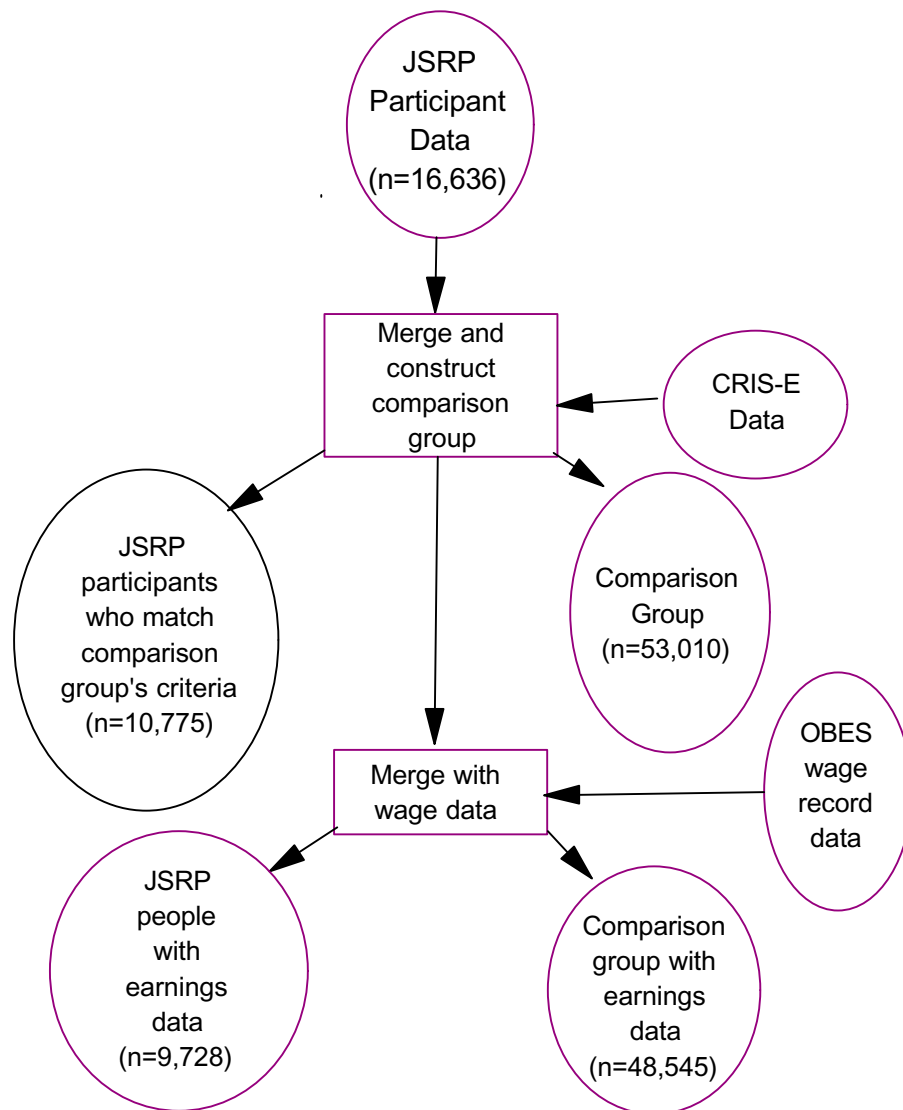 JSRP
Participant
Data
(n=16,636)
Merge and
construct
comparison
group
CRIS-E
Data
JSRP
participants
who match
comparison
group's criteria
(n=10,775)
Comparison
Group
(n=53,010)
Merge with
wage data
OBES
wage
record
data
JSRP
people
with
earnings
data
(n=9,728)
Comparison
group with
earnings
data
(n=48,545)